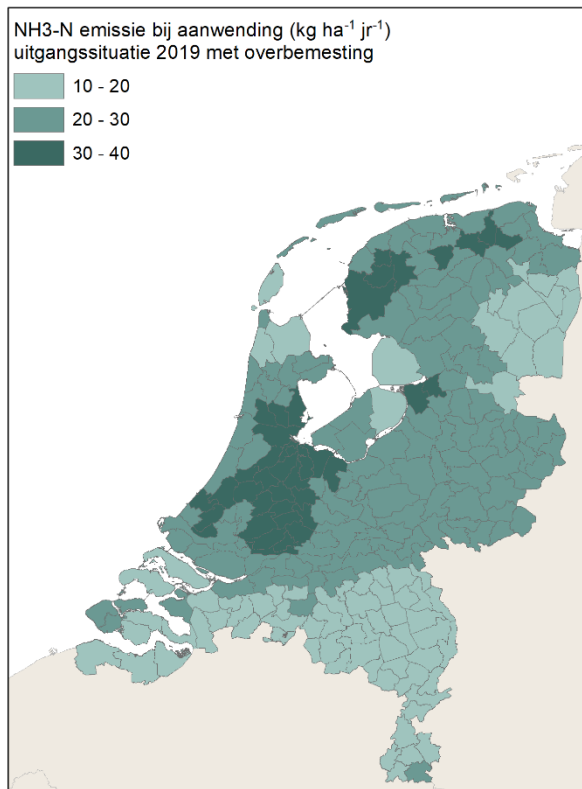 NH3-N emissie bij aanwending (kg ha⁻¹ jr⁻¹)
uitgangssituatie 2019 met overbemesting
10 - 20
20 - 30
30 - 40